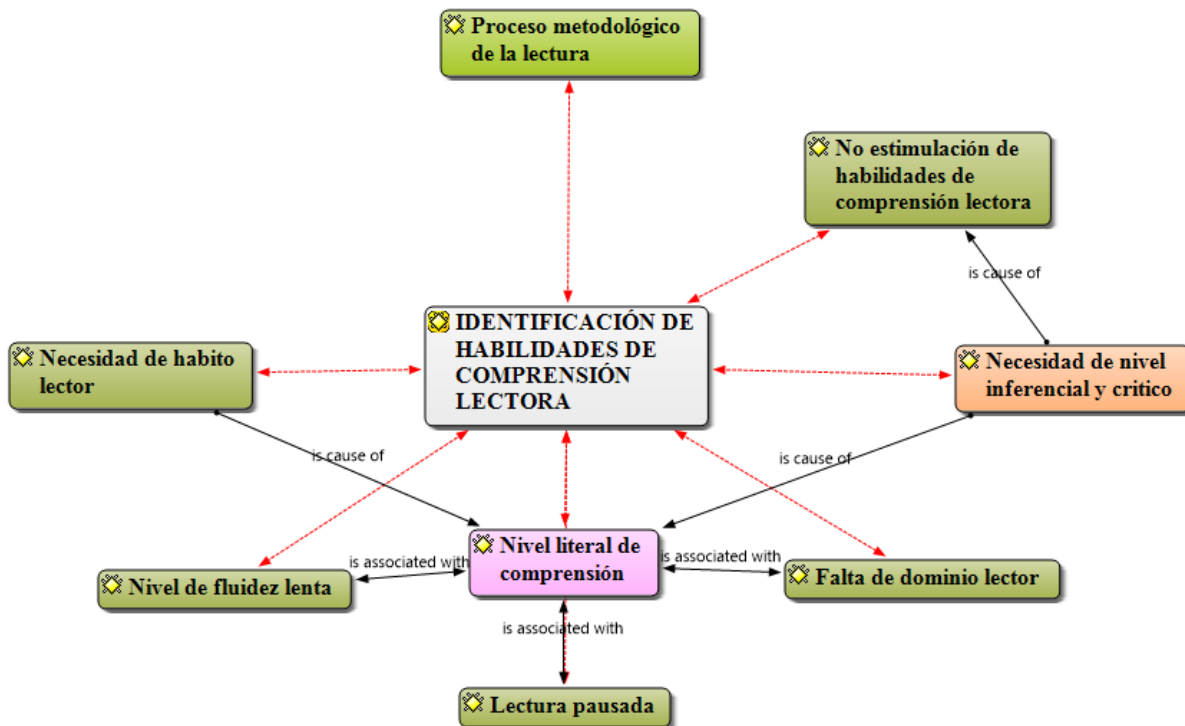 Proceso metodológico
de la lectura
No estimulación de
habilidades de
comprensión lectora
is cause of
IDENTIFICACIÓN DE
HABILIDADES DE
COMPRENSIÓN
LECTORA
Necesidad de habito
lector
Necesidad de nivel
inferencial y critico
is cause of
is cause of
Nivel literal de
comprensión
is associated with
is associated with
Nivel de fluidez lenta
Falta de dominio lector
is associated with
Lectura pausada